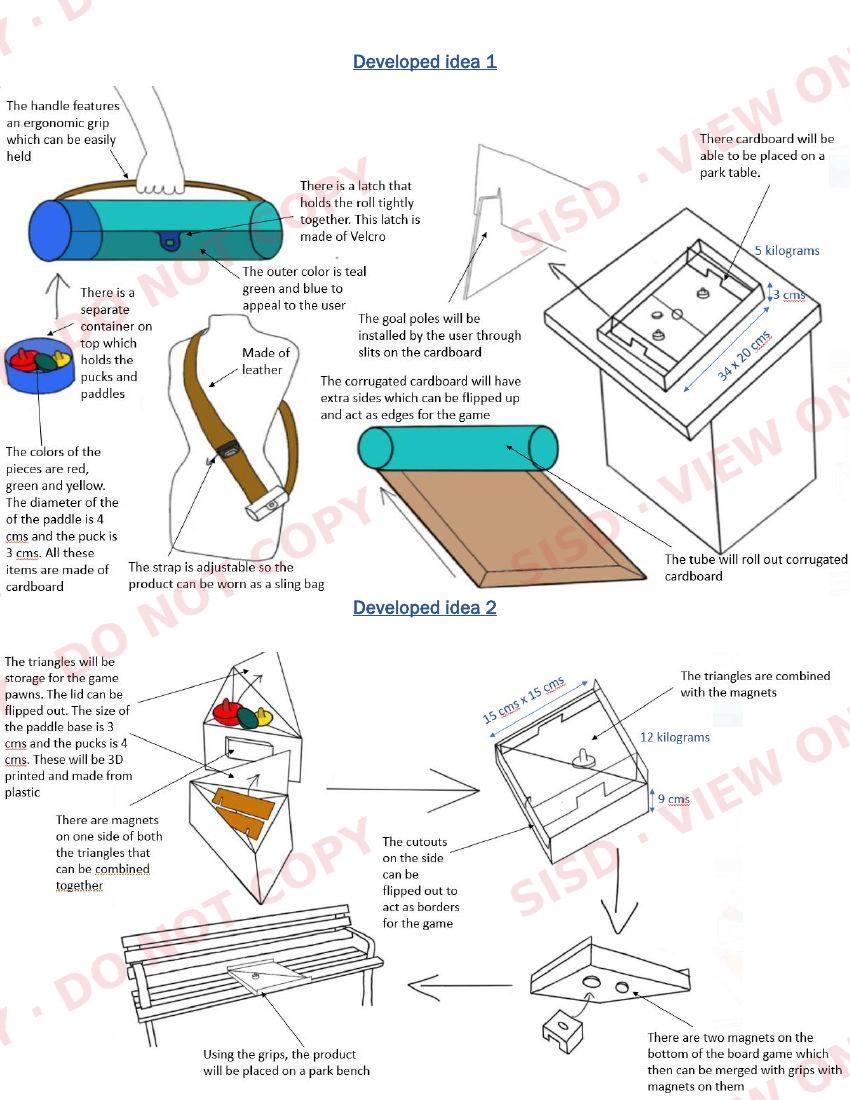 Developed idea 1
The handle features
an ergonomic grip
which can be easily
held
There is a latch that
holds the roll tightly
together. This latch is
made of Velcro
The outer color is teal
green and blue to
appeal to the user
There is a
separate
container on
top which
holds the
pucks and
paddles
Made of
leather
The colors of the
pieces are red,
green and yellow.
The diameter of the
of the paddle is 4
cms and the puck is
3 cms. All these
items are made of
cardboard
The strap is adjustable so the
product can be worn as a sling bag
The goal poles will be
installed by the user through
slits on the cardboard
The corrugated cardboard will have
extra sides which can be flipped up
and act as edges for the game
There cardboard will be
able to be placed on a
park table.
5 kilograms
3 cms
34 x 20 cms
The tube will roll out corrugated
cardboard
Developed idea 2
The triangles will be
storage for the game
pawns. The lid can be
flipped out. The size of
the paddle base is 3
cms and the pucks is 4
cms. These will be 3D
printed and made from
plastic
There are magnets
on one side of both
the triangles that
can be combined
together
15 cms x 15 cms
The triangles are combined
with the magnets
12 kilograms
9 cms
The cutouts
on the side
can be
flipped out to
act as borders
for the game
Using the grips, the product
will be placed on a park bench
There are two magnets on the
bottom of the board game which
then can be merged with grips with
magnets on them
SISD · VIEW ON
SISD · VIEW ON
SISD · VIEW ON
Y · DO NOT COPY
Y · DO NOT COPY
Y · DO NOT COPY